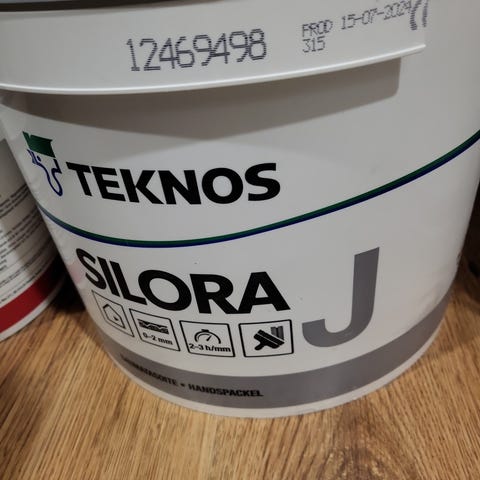 12469498
PROD 15-07-2024
315
TEKNOS
SILORA J
0-2 mm
2-3 h/mm
HANDSPACKEL